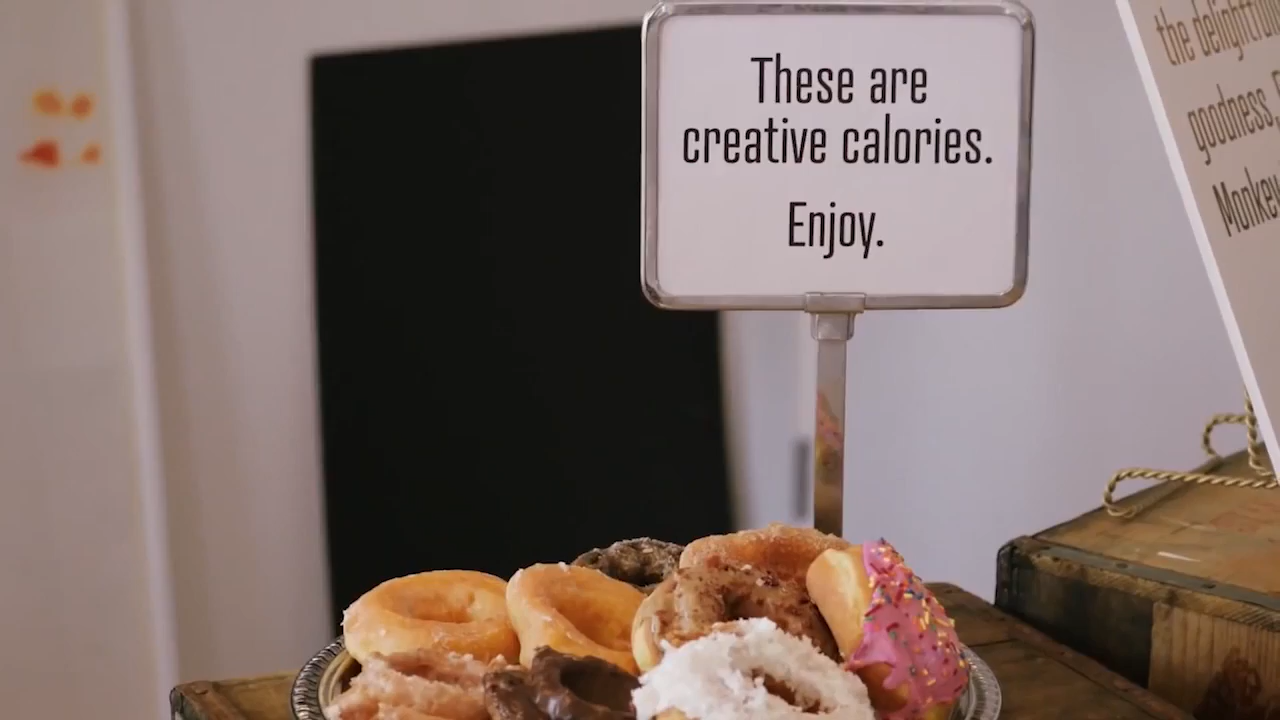 These are
creative calories.
Enjoy.
the delightful
goodness,
Monkey